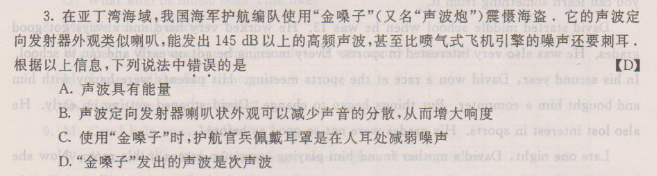 3. 在亚丁湾海域,我国海军护航编队使用“金嗓子”(又名“声波炮”)震慑海盗.它的声波定
向发射器外观类似喇叭,能发出 145 dB以上的高频声波,甚至比喷气式飞机引擎的噪声还要刺耳.
根据以上信息,下列说法中错误的是 【D】
A. 声波具有能量
B. 声波定向发射器喇叭状外观可以减少声音的分散,从而增大响度
C. 使用“金嗓子”时,护航官兵佩戴耳罩是在人耳处减弱噪声
D. “金嗓子”发出的声波是次声波